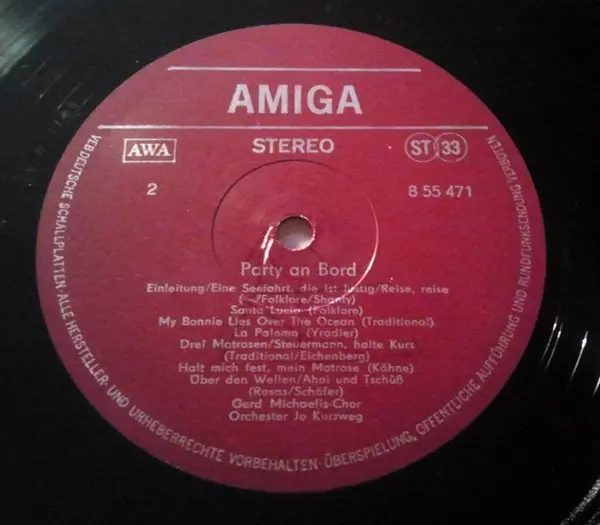 AMIGA
AWA
STEREO
ST 33
2
8 55 471
Party an Bord
Einleitung/Eine Seefahrt, die ist lustig/Reise, reise
(—/Folklore/Shanty)
Santa Lucia (Folklore)
My Bonnie Lies Over The Ocean (Traditional)
La Paloma (Yradier)
Drei Matrosen/Steuermann, halte Kurs
(Traditional/Eichenberg)
Halt mich fest, mein Matrose (Kähne)
Über den Wellen/Ahoi und Tschüß
(Rosas/Schäfer)
Gerd Michaelis-Chor
Orchester Jo Kurzweg
VEB DEUTSCHE SCHALLPLATTEN · ALLE HERSTELLER- UND URHEBERRECHTE VORBEHALTEN · ÜBERSPIELUNG, ÖFFENTLICHE AUFFÜHRUNG UND RUNDFUNKSENDUNG VERBOTEN